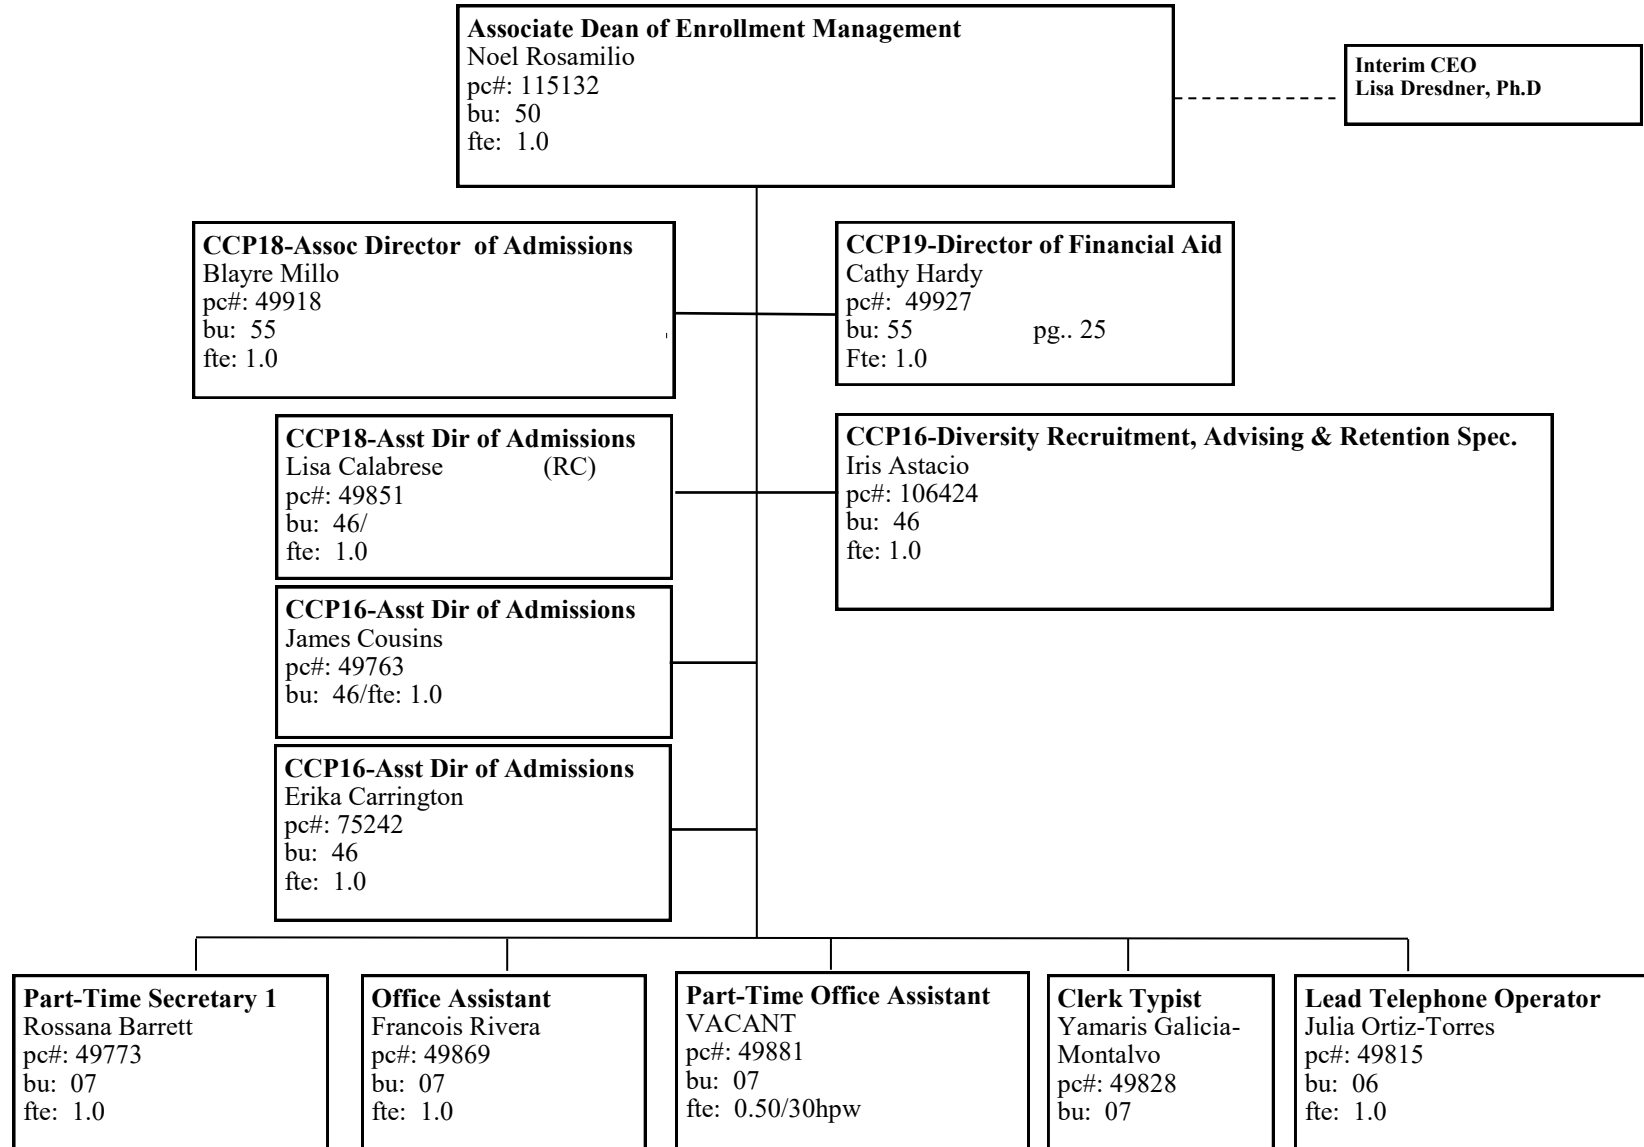 Associate Dean of Enrollment Management
Noel Rosamilio
pc#: 115132
bu:  50
fte:  1.0
Interim CEO
Lisa Dresdner, Ph.D
CCP18-Assoc Director  of Admissions
Blayre Millo
pc#: 49918
bu:  55
fte: 1.0
CCP19-Director of Financial Aid
Cathy Hardy
pc#:  49927
bu: 55 pg.. 25
Fte: 1.0
CCP18-Asst Dir of Admissions
Lisa Calabrese (RC)
pc#: 49851
bu:  46/
fte:  1.0
CCP16-Diversity Recruitment, Advising & Retention Spec.
Iris Astacio
pc#: 106424
bu:  46
fte: 1.0
CCP16-Asst Dir of Admissions
James Cousins
pc#: 49763
bu:  46/fte: 1.0
CCP16-Asst Dir of Admissions
Erika Carrington
pc#: 75242
bu:  46
fte:  1.0
Part-Time Secretary 1
Rossana Barrett
pc#: 49773
bu:  07
fte:  1.0
Office Assistant
Francois Rivera
pc#: 49869
bu:  07
fte:  1.0
Part-Time Office Assistant
VACANT
pc#: 49881
bu:  07
fte:  0.50/30hpw
Clerk Typist
Yamaris Galicia-
Montalvo
pc#: 49828
bu:  07
Lead Telephone Operator
Julia Ortiz-Torres
pc#: 49815
bu:  06
fte:  1.0